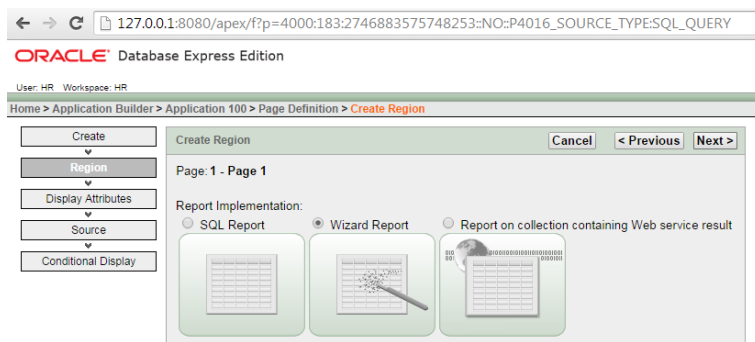 127.0.0.1:8080/apex/f?p=4000:183:2746883575748253::NO::P4016_SOURCE_TYPE:SQL_QUERY
ORACLE Database Express Edition
User: HR Workspace: HR
Home > Application Builder > Application 100 > Page Definition > Create Region
Create
Region
Display Attributes
Source
Conditional Display
Create Region
Cancel < Previous Next >
Page: 1 - Page 1
Report Implementation:
SQL Report Wizard Report Report on collection containing Web service result